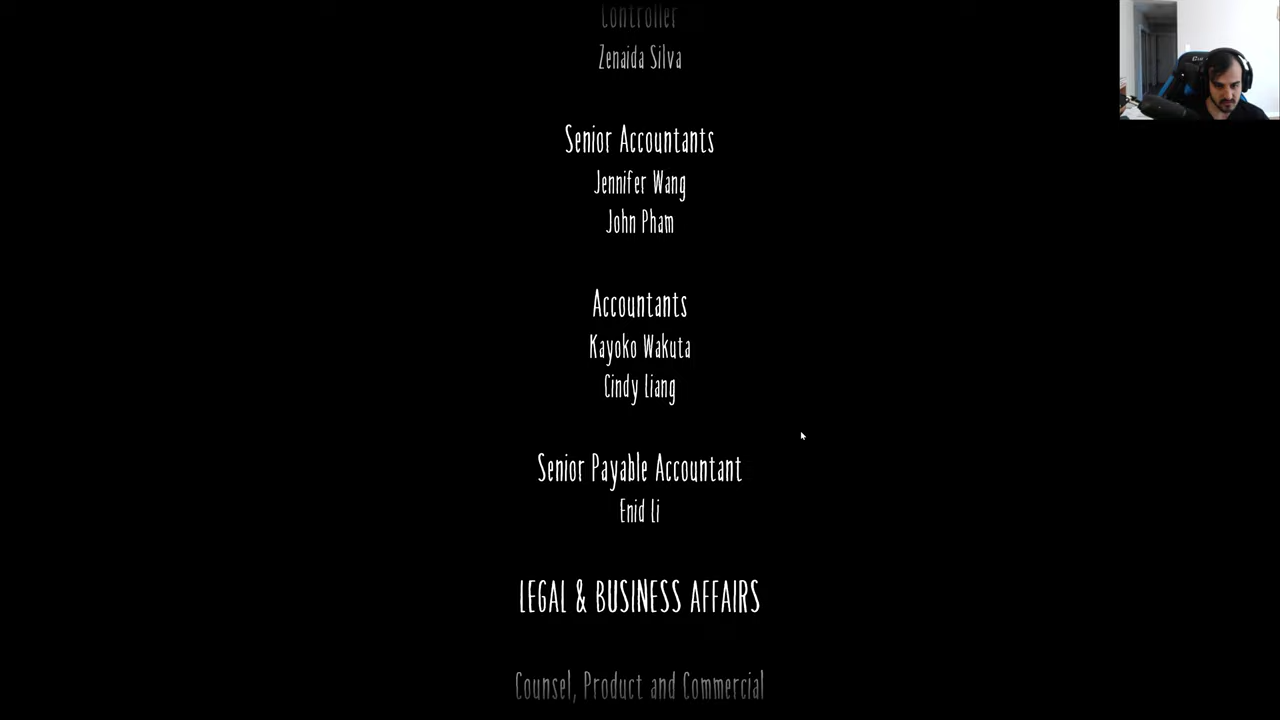 Controller
Zenaida Silva
Senior Accountants
Jennifer Wang
John Pham
Accountants
Kayoko Wakuta
Cindy Liang
Senior Payable Accountant
Enid Li
LEGAL & BUSINESS AFFAIRS
Counsel, Product and Commercial